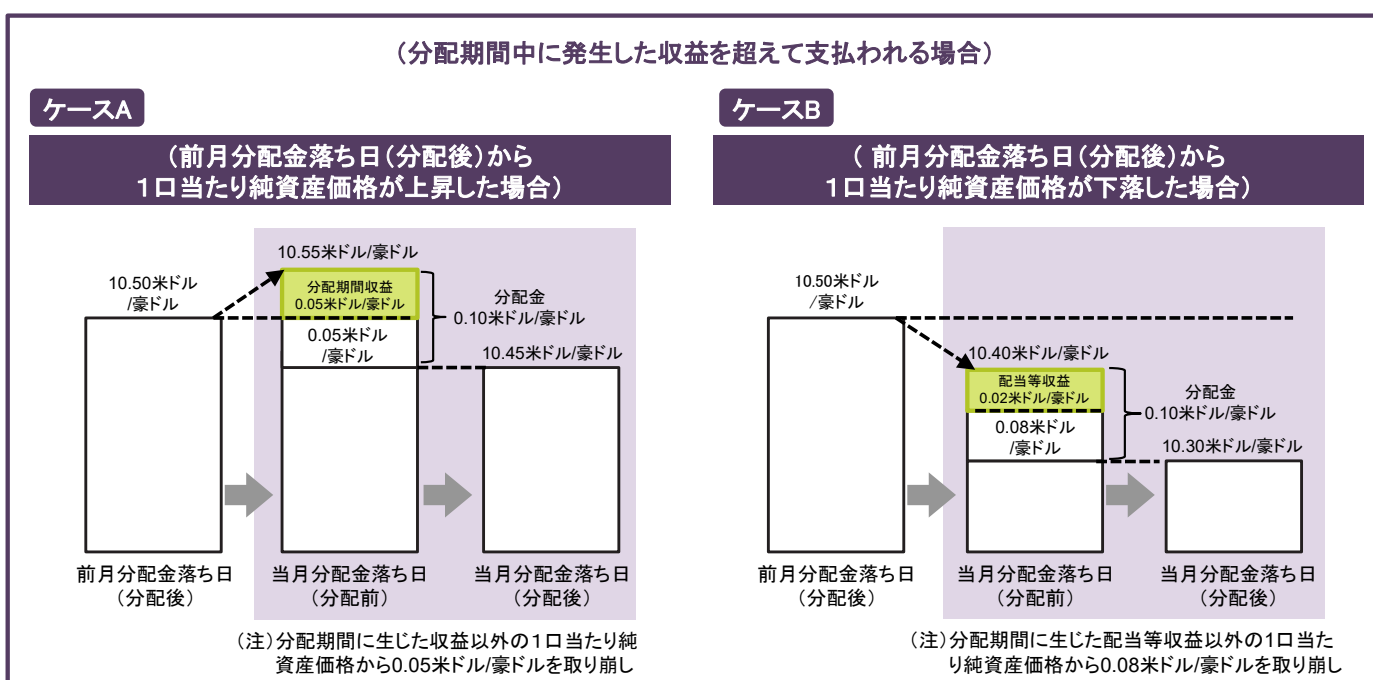 （分配期間中に発生した収益を超えて支払われる場合）
ケースA
（前月分配金落ち日（分配後）から
１口当たり純資産価格が上昇した場合）
10.55米ドル/豪ドル
10.50米ドル
/豪ドル
分配期間収益
0.05米ドル/豪ドル
分配金
0.10米ドル/豪ドル
0.05米ドル
/豪ドル
10.45米ドル/豪ドル
前月分配金落ち日
（分配後）
当月分配金落ち日
（分配前）
当月分配金落ち日
（分配後）
（注）分配期間に生じた収益以外の１口当たり純
資産価格から0.05米ドル/豪ドルを取り崩し
ケースB
（ 前月分配金落ち日（分配後）から
１口当たり純資産価格が下落した場合）
10.50米ドル
/豪ドル
10.40米ドル/豪ドル
配当等収益
0.02米ドル/豪ドル
分配金
0.10米ドル/豪ドル
0.08米ドル
/豪ドル
10.30米ドル/豪ドル
前月分配金落ち日
（分配後）
当月分配金落ち日
（分配前）
当月分配金落ち日
（分配後）
（注）分配期間に生じた配当等収益以外の1口当た
り純資産価格から0.08米ドル/豪ドルを取り崩し